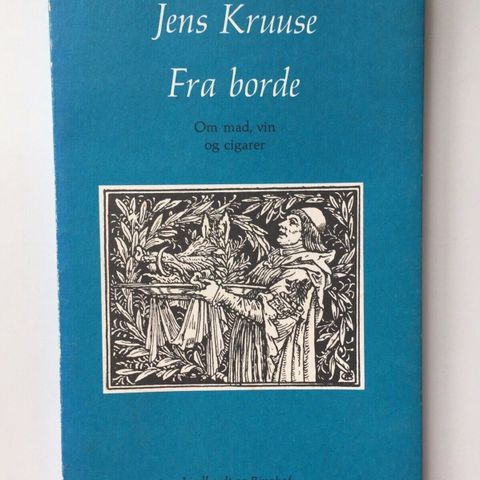 Jens Kruuse
Fra borde
Om mad, vin
og cigarer